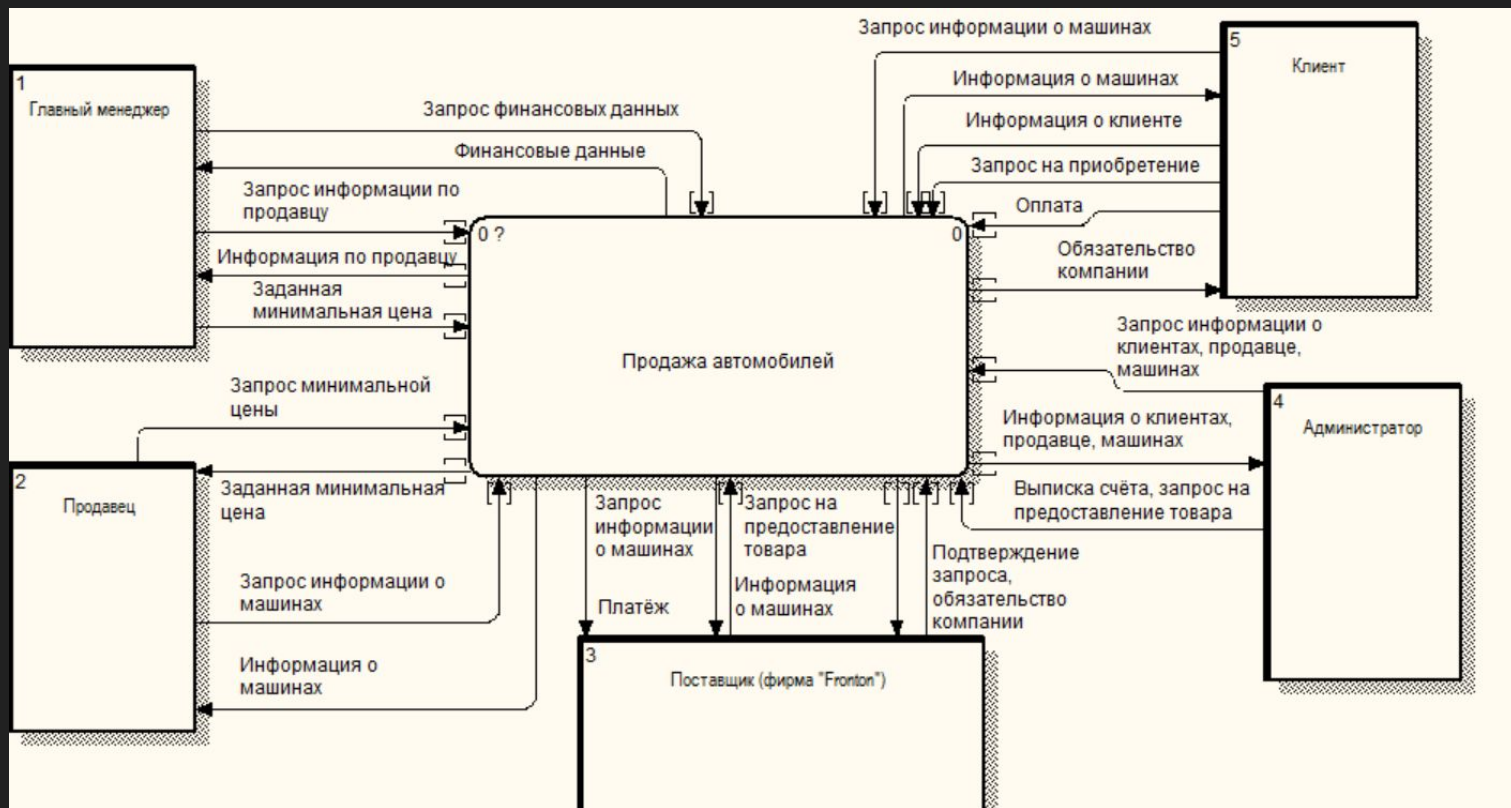 Запрос информации о машинах
5
Клиент
Информация о машинах
Информация о клиенте
Запрос на приобретение
Оплата
Обязательство
компании
1
Главный менеджер
Запрос финансовых данных
Финансовые данные
Запрос информации по
продавцу
Информация по продавцу
Заданная
минимальная цена
0 ?
0
Продажа автомобилей
Запрос информации о
клиентах, продавце,
машинах
4
Администратор
Информация о клиентах,
продавце, машинах
Выписка счёта, запрос на
предоставление товара
Запрос минимальной
цены
2
Продавец
Заданная минимальная
цена
Запрос информации о
машинах
Информация о
машинах
Запрос
информации
о машинах
Платёж
Запрос на
предоставление
товара
Информация
о машинах
Подтверждение
запроса,
обязательство
компании
3
Поставщик (фирма "Fronton")